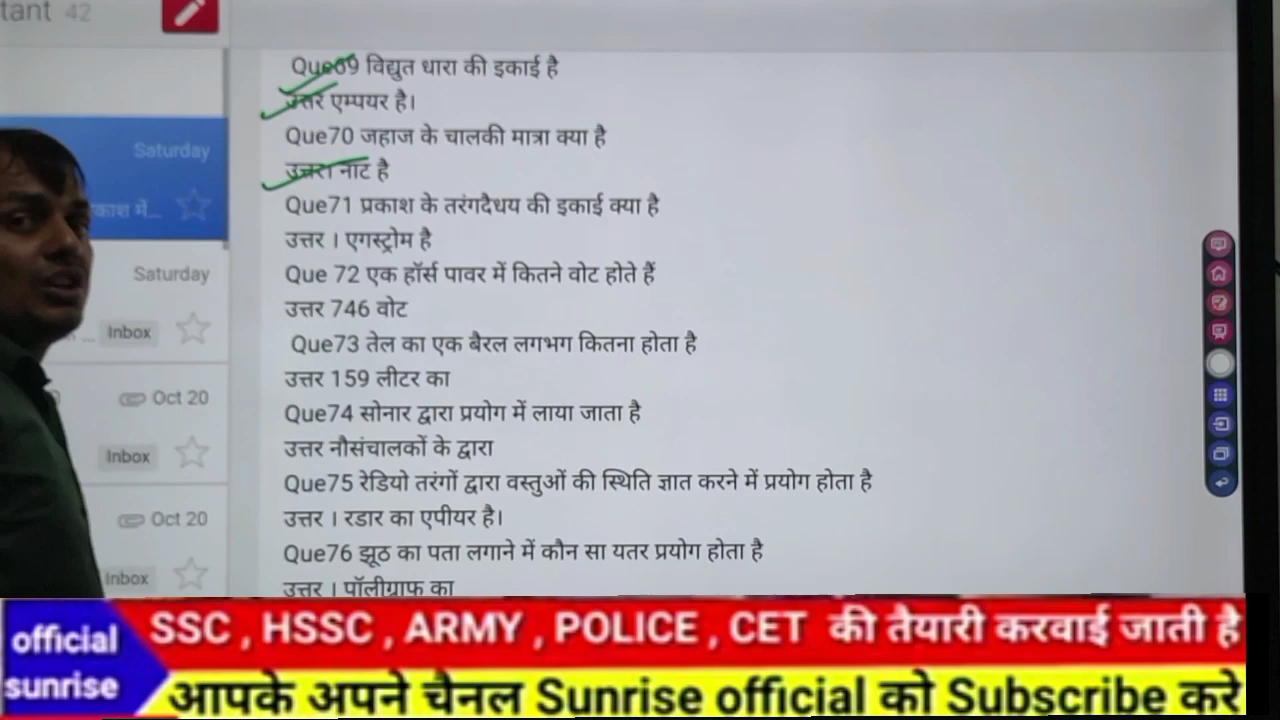 tant 42
Que69 विद्युत धारा की इकाई है
उत्तर एम्पयर है।
Que70 जहाज के चालकी मात्रा क्या है
उत्तर। नाट है
Saturday
काश में...
Que71 प्रकाश के तरंगदैधय की इकाई क्या है
उत्तर । एगस्ट्रोम है
Saturday
Que 72 एक हॉर्स पावर में कितने वोट होते हैं
उत्तर 746 वोट
... Inbox
Que73 तेल का एक बैरल लगभग कितना होता है
उत्तर 159 लीटर का
Oct 20
Que74 सोनार द्वारा प्रयोग में लाया जाता है
उत्तर नौसंचालकों के द्वारा
Inbox
Que75 रेडियो तरंगों द्वारा वस्तुओं की स्थिति ज्ञात करने में प्रयोग होता है
उत्तर । रडार का एपीयर है।
Oct 20
Que76 झूठ का पता लगाने में कौन सा यतर प्रयोग होता है
उत्तर । पॉलीग्राफ का
Inbox
official
sunrise
SSC , HSSC , ARMY , POLICE , CET की तैयारी करवाई जाती है
आपके अपने चैनल Sunrise official को Subscribe करे